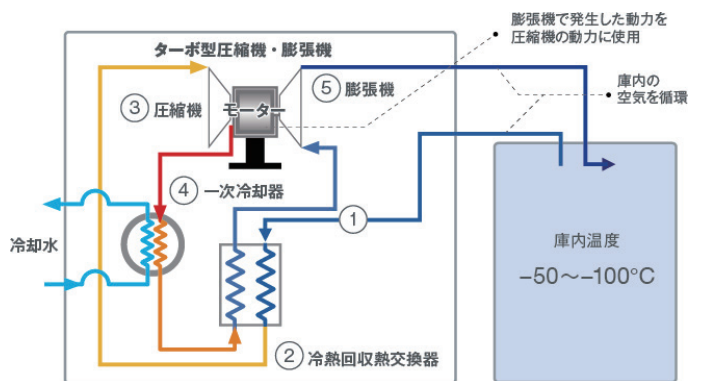 膨張機で発生した動力を
圧縮機の動力に使用
ターボ型圧縮機・膨張機
⑤ 膨張機
庫内の
空気を循環
③ 圧縮機
モーター
④ 一次冷却器
①
冷却水
庫内温度
−50〜−100°C
② 冷熱回収熱交換器